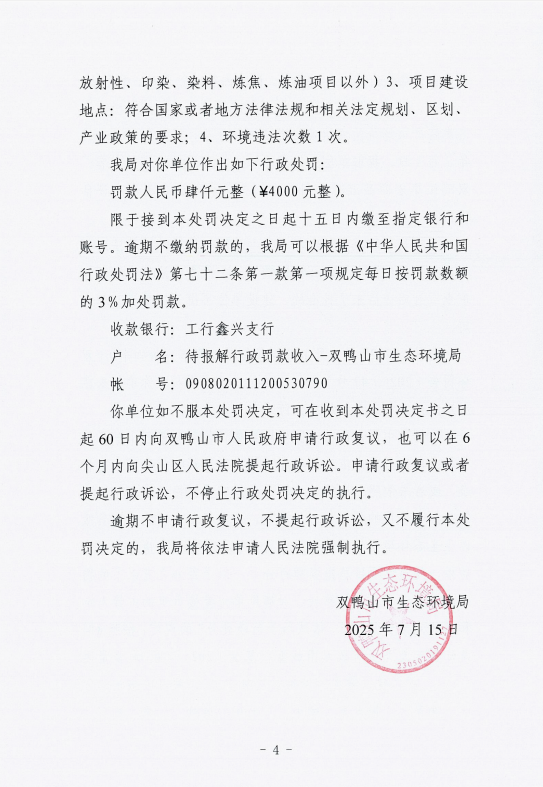 放射性、印染、染料、炼焦、炼油项目以外）3、项目建设
地点：符合国家或者地方法律法规和相关法定规划、区划、
产业政策的要求；4、环境违法次数1次。
我局对你单位作出如下行政处罚：
罚款人民币肆仟元整（¥4000元整）。
限于接到本处罚决定之日起十五日内缴至指定银行和
账号。逾期不缴纳罚款的，我局可以根据《中华人民共和国
行政处罚法》第七十二条第一款第一项规定每日按罚款数额
的3%加处罚款。
收款银行：工行鑫兴支行
户 名：待报解行政罚款收入-双鸭山市生态环境局
帐 号：0908020111200530790
你单位如不服本处罚决定，可在收到本处罚决定书之日
起60日内向双鸭山市人民政府申请行政复议，也可以在6
个月内向尖山区人民法院提起行政诉讼。申请行政复议或者
提起行政诉讼，不停止行政处罚决定的执行。
逾期不申请行政复议，不提起行政诉讼，又不履行本处
罚决定的，我局将依法申请人民法院强制执行。
双鸭山市生态环境局
2025年7月15日
双鸭山市生态环境局
- 4 -